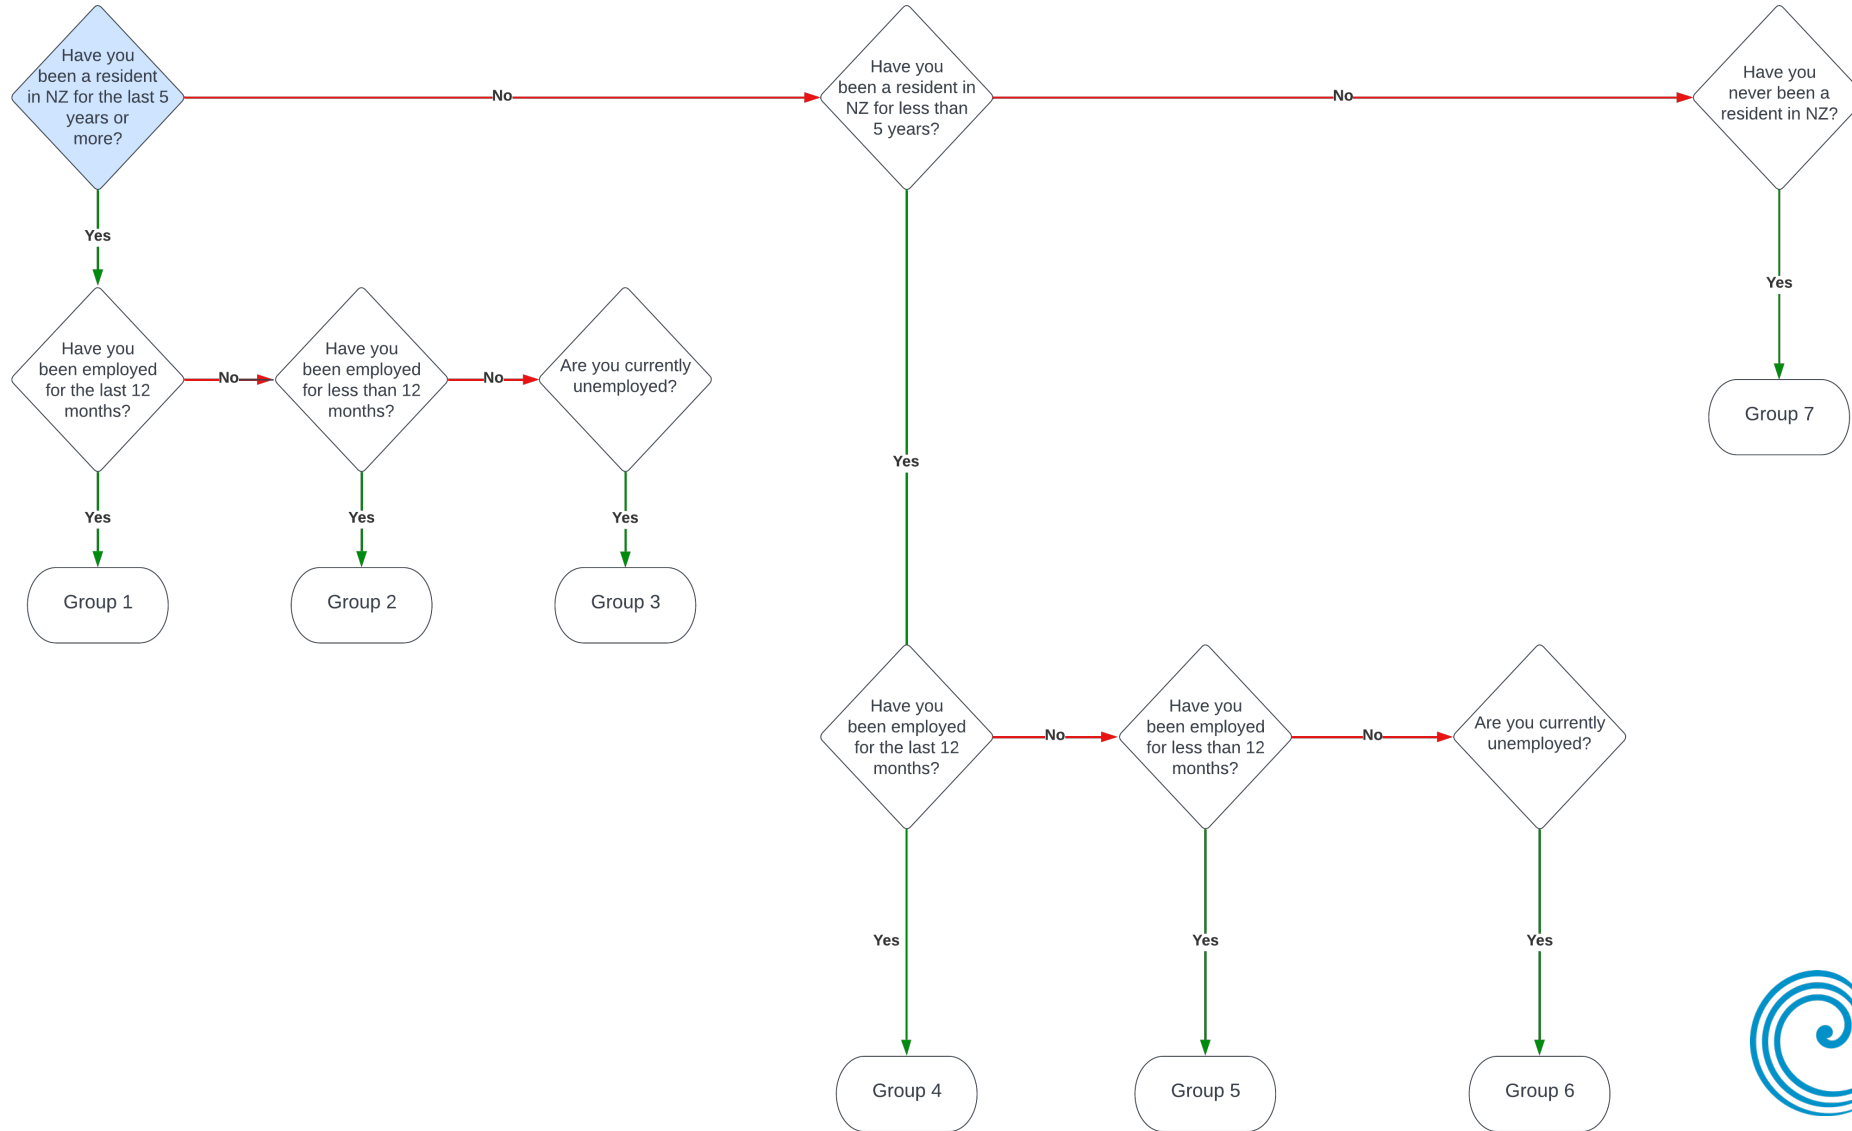 Have you
been a resident
in NZ for the last 5
years or
more?
No
Have you
been a resident in
NZ for less than
5 years?
No
Have you
never been a
resident in NZ?
Yes
Yes
Have you
been employed
for the last 12
months?
No
Have you
been employed
for less than 12
months?
No
Are you currently
unemployed?
Group 7
Yes
Yes
Yes
Yes
Group 1
Group 2
Group 3
Have you
been employed
for the last 12
months?
No
Have you
been employed
for less than 12
months?
No
Are you currently
unemployed?
Yes
Yes
Yes
Group 4
Group 5
Group 6